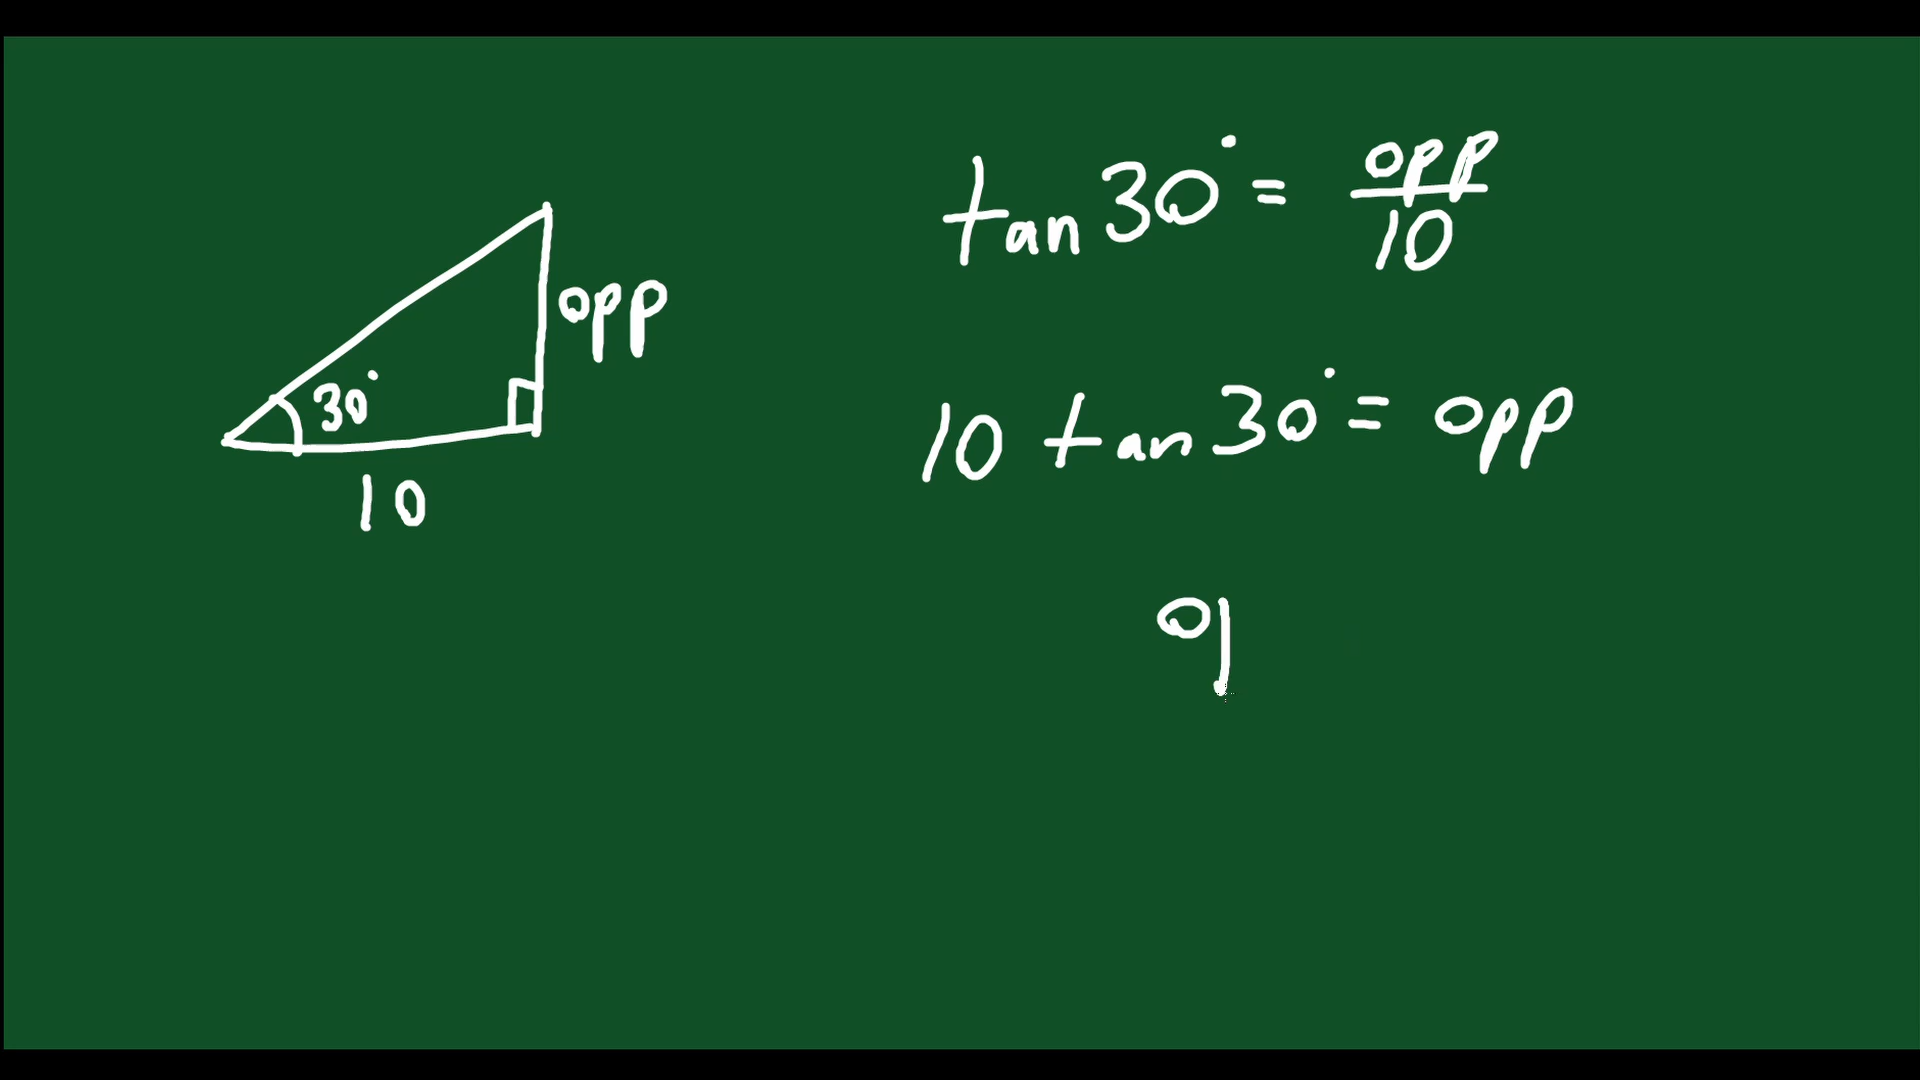 tan 30° = opp/10
opp
30°
10
10 tan 30° = opp